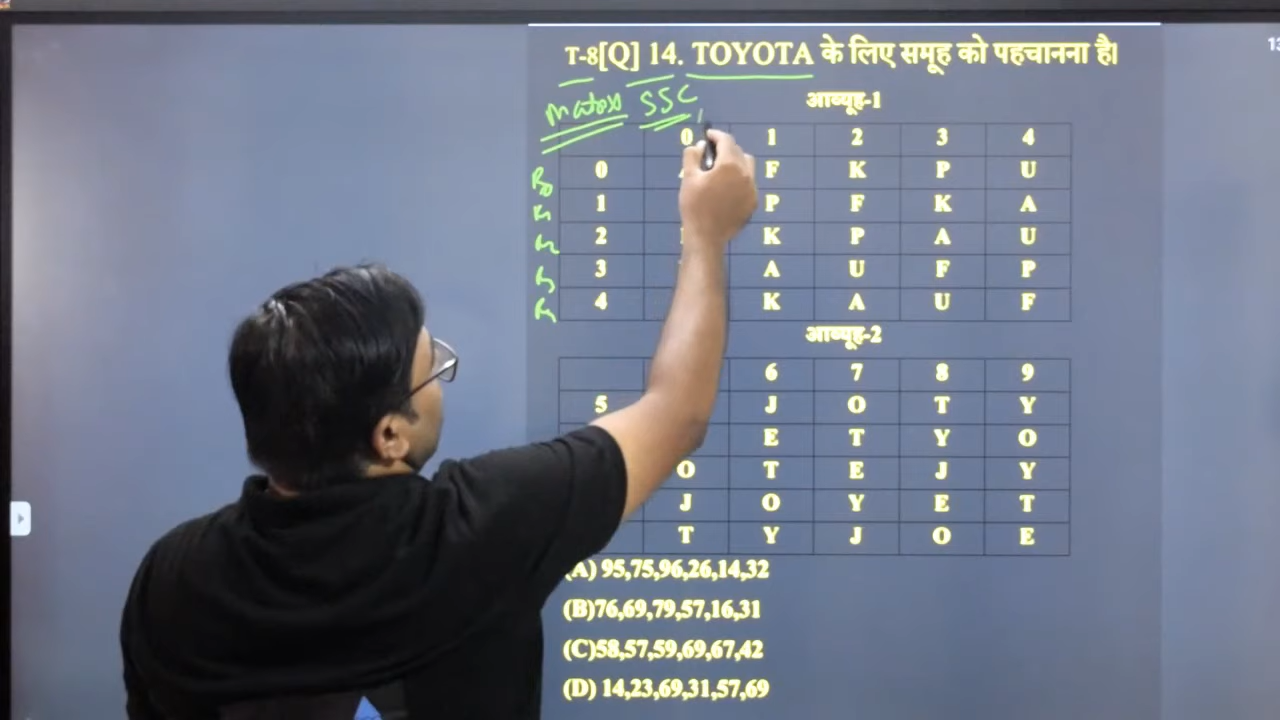 T-8[Q] 14. TOYOTA के लिए समूह को पहचानना है।
Matrix SSC
आव्यूह-1
0 1 2 3 4
0 F K P U
1 P F K A
2 K P A U
3 A U F P
4 K A U F
आव्यूह-2
6 7 8 9
5 J O T Y
E T Y O
O T E J Y
J O Y E T
T Y J O E
(A) 95,75,96,26,14,32
(B)76,69,79,57,16,31
(C)58,57,59,69,67,42
(D) 14,23,69,31,57,69